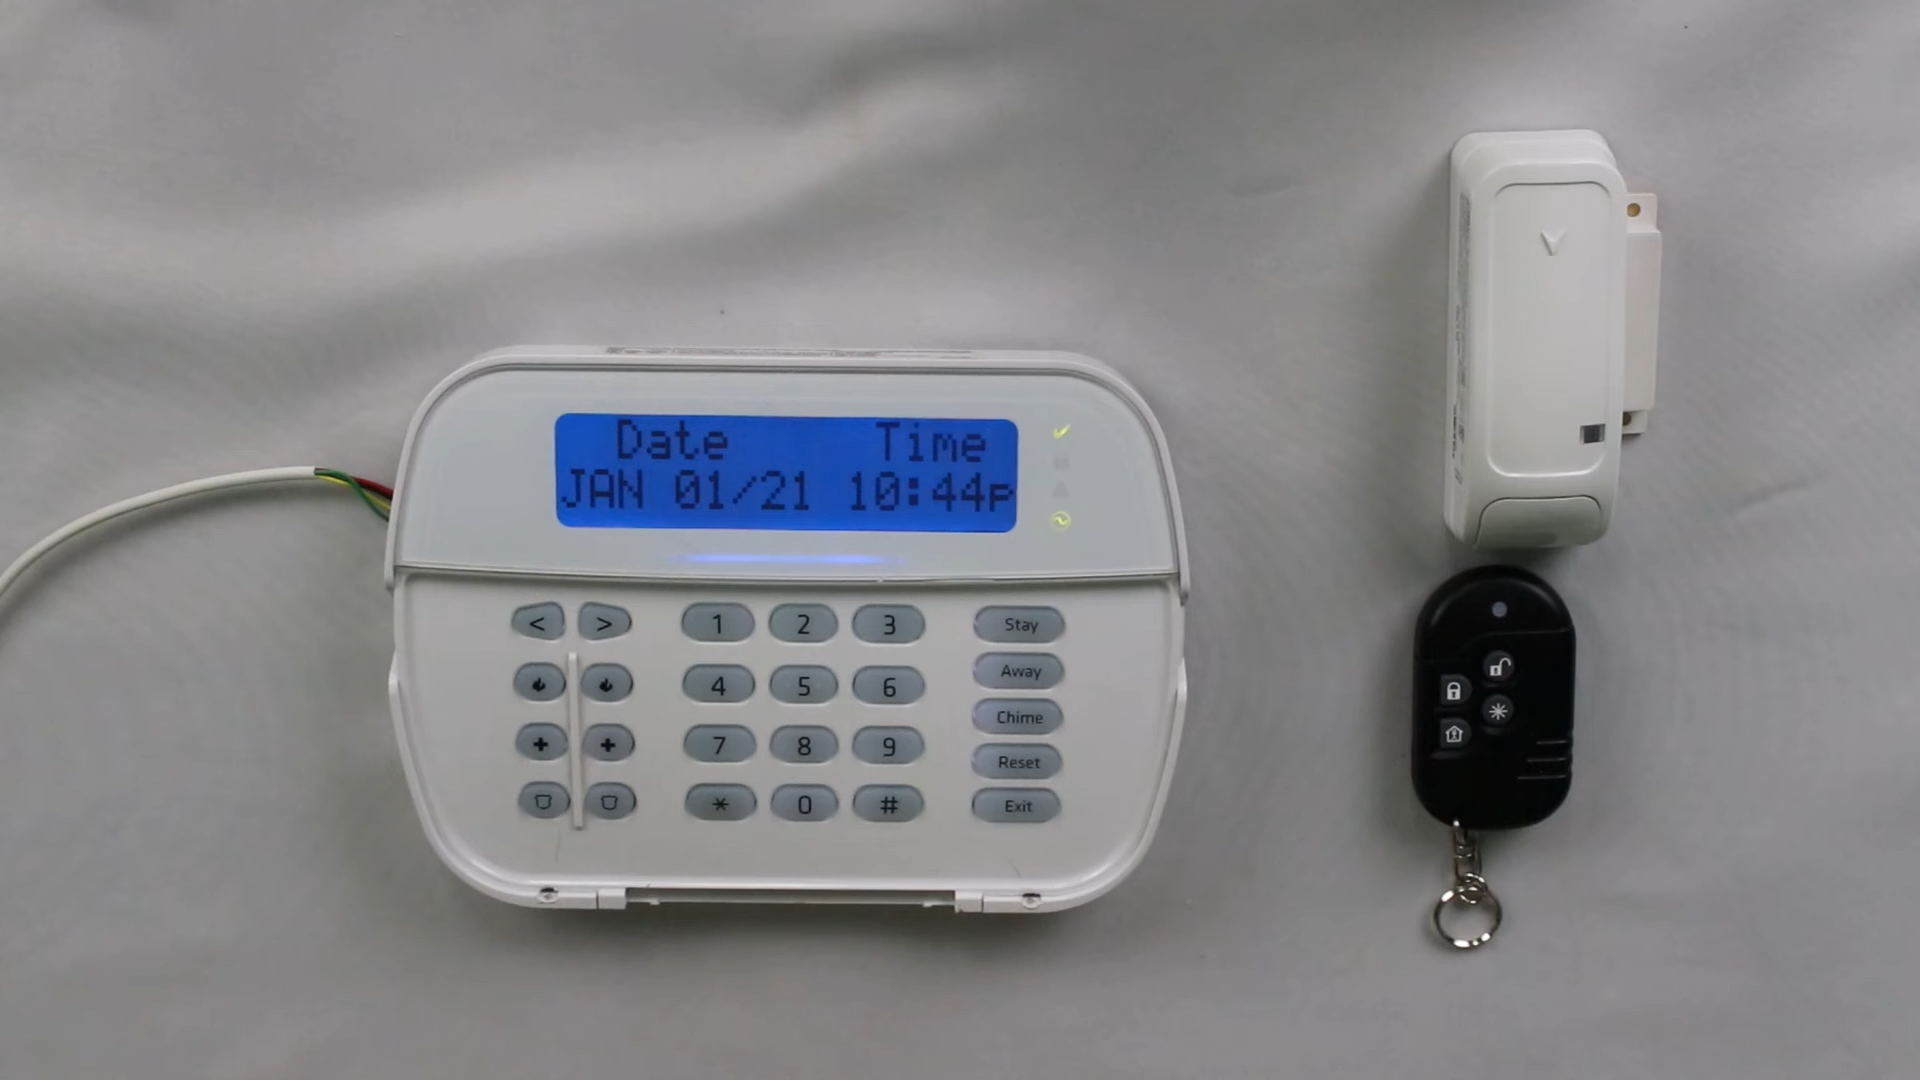 Date Time
JAN 01/21 10:44p
< > 1 2 3 Stay
4 5 6 Away
7 8 9 Chime
Reset
* 0 # Exit